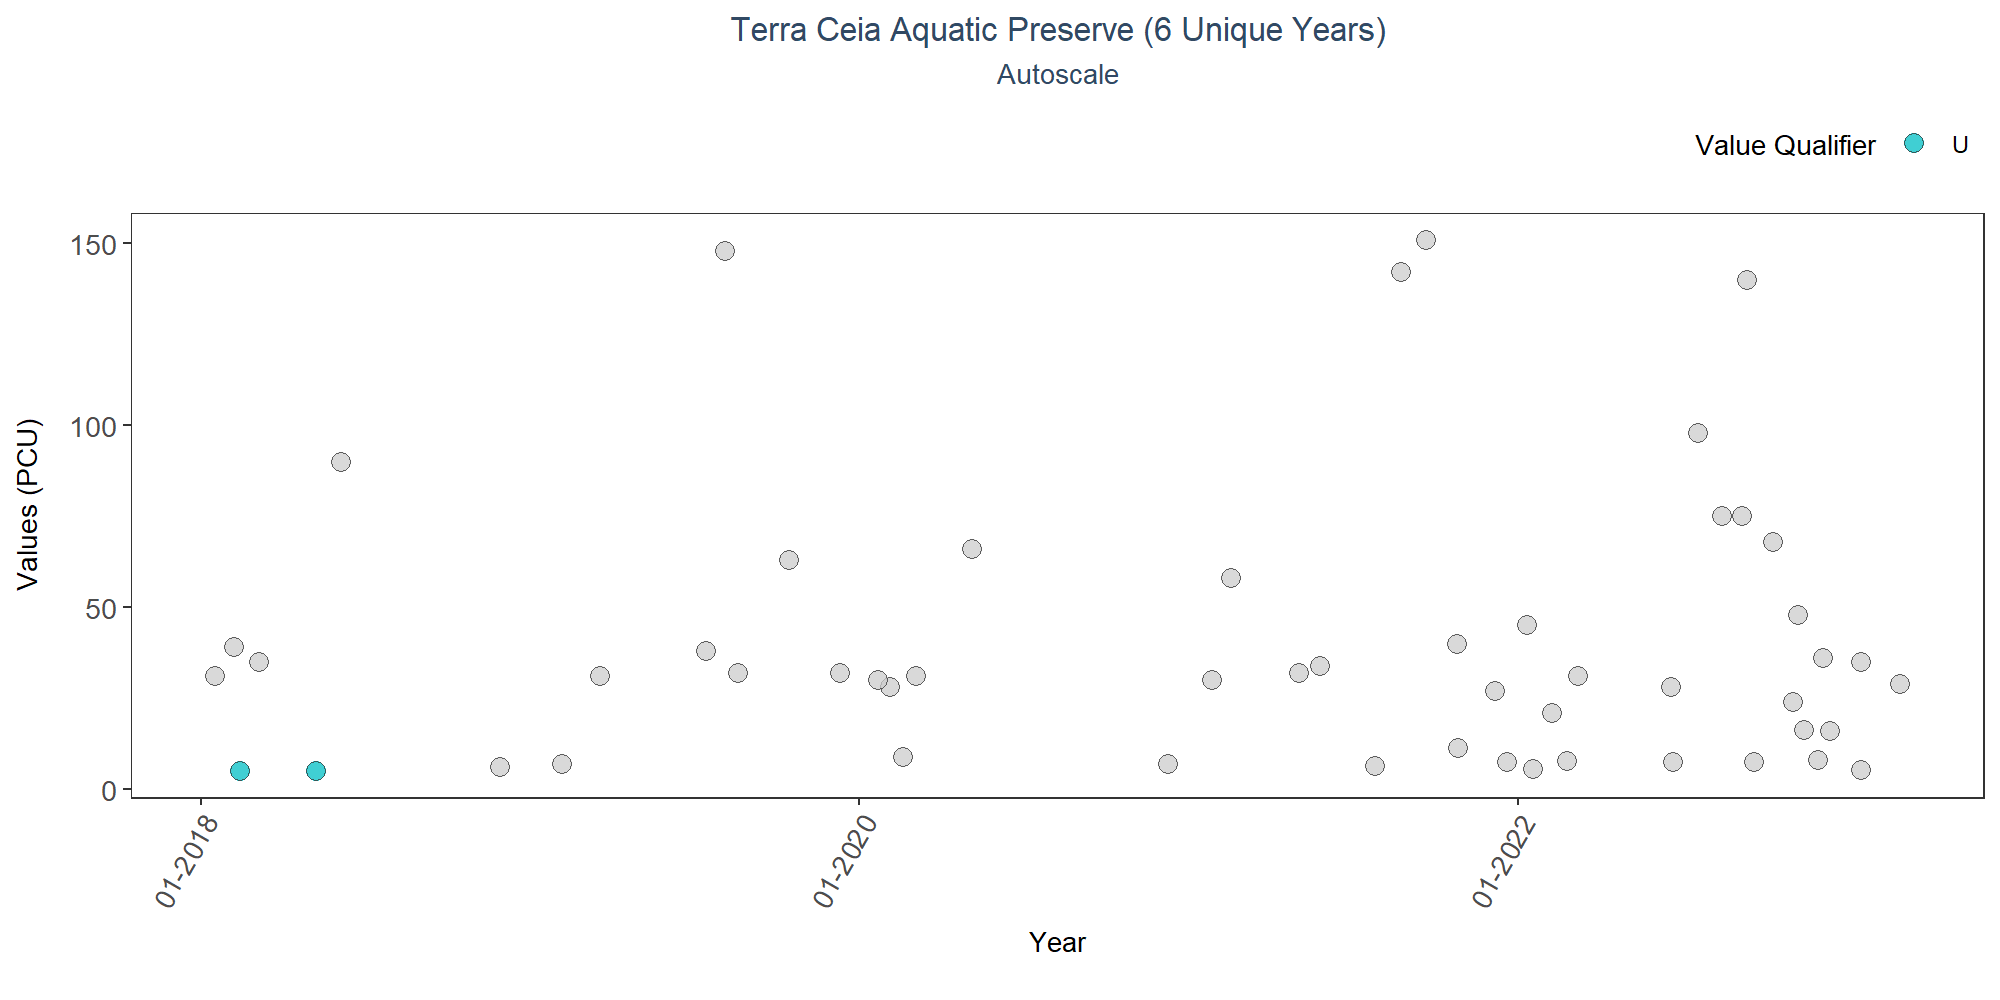 Terra Ceia Aquatic Preserve (6 Unique Years)
Autoscale
Value Qualifier U
Values (PCU)
150
100
50
0
01-2018
01-2020
01-2022
Year